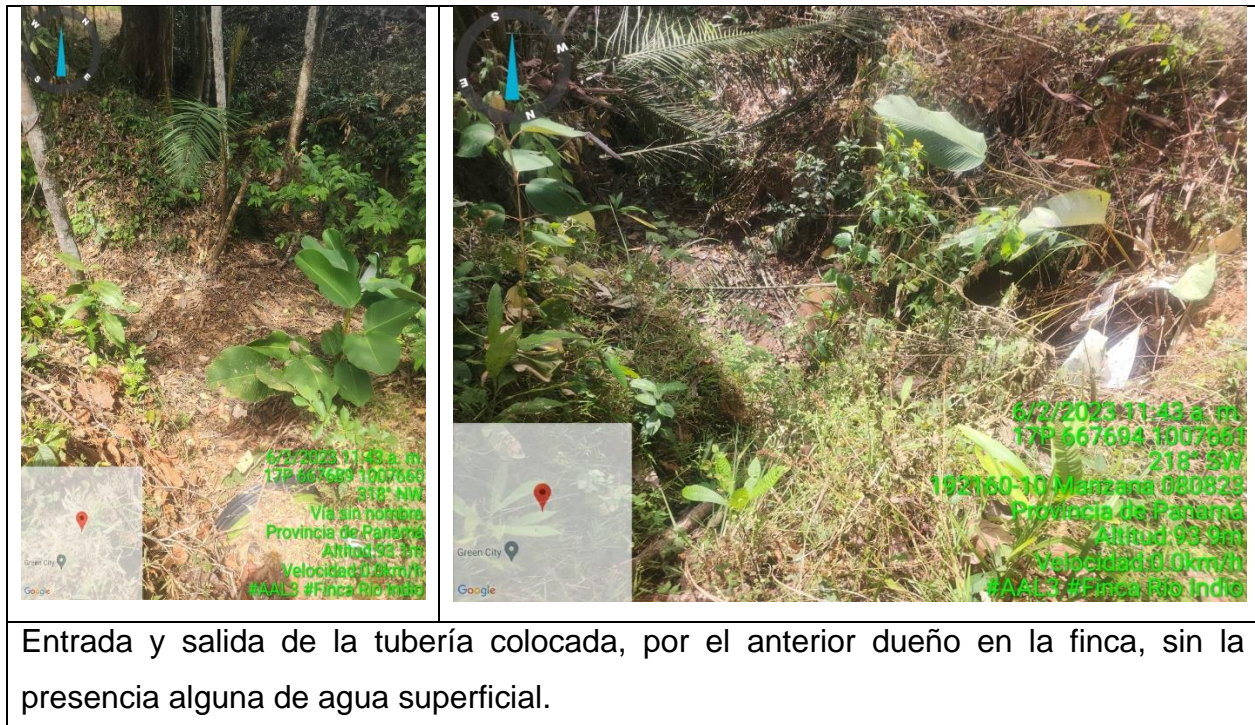 S
W
E
N
6/2/2023 11:43 a. m.
17P 667689 1007660
318° NW
Vía sin nombre
Provincia de Panamá
Altitud:93.1m
Velocidad:0.0km/h
#AAL3 #Finca Río Indio
Green City
Google
6/2/2023 11:43 a. m.
17P 667694 1007661
218° SW
192160-10 Manzana 080823
Provincia de Panamá
Altitud:93.9m
Velocidad:0.0km/h
#AAL3 #Finca Rio Indio
Green City
Google
Entrada y salida de la tubería colocada, por el anterior dueño en la finca, sin la
presencia alguna de agua superficial.